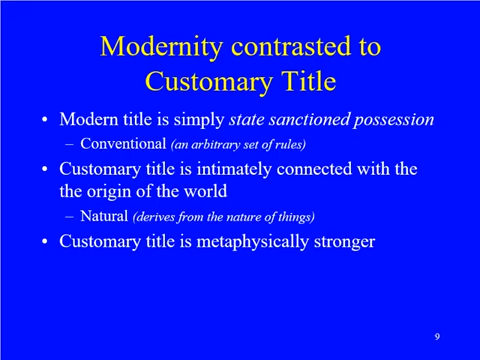 Modernity contrasted to
Customary Title
• Modern title is simply state sanctioned possession
– Conventional (an arbitrary set of rules)
• Customary title is intimately connected with the
the origin of the world
– Natural (derives from the nature of things)
• Customary title is metaphysically stronger
9